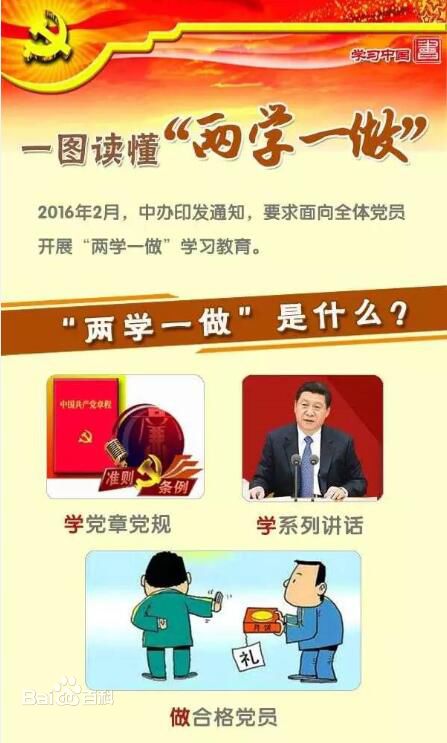 学习中国
一图读懂“两学一做”
2016年2月，中办印发通知，要求面向全体党员
开展“两学一做”学习教育。
“两学一做”是什么？
中国共产党章程
准则
条例
学党章党规
学系列讲话
月饼
礼
Bai百科
做合格党员